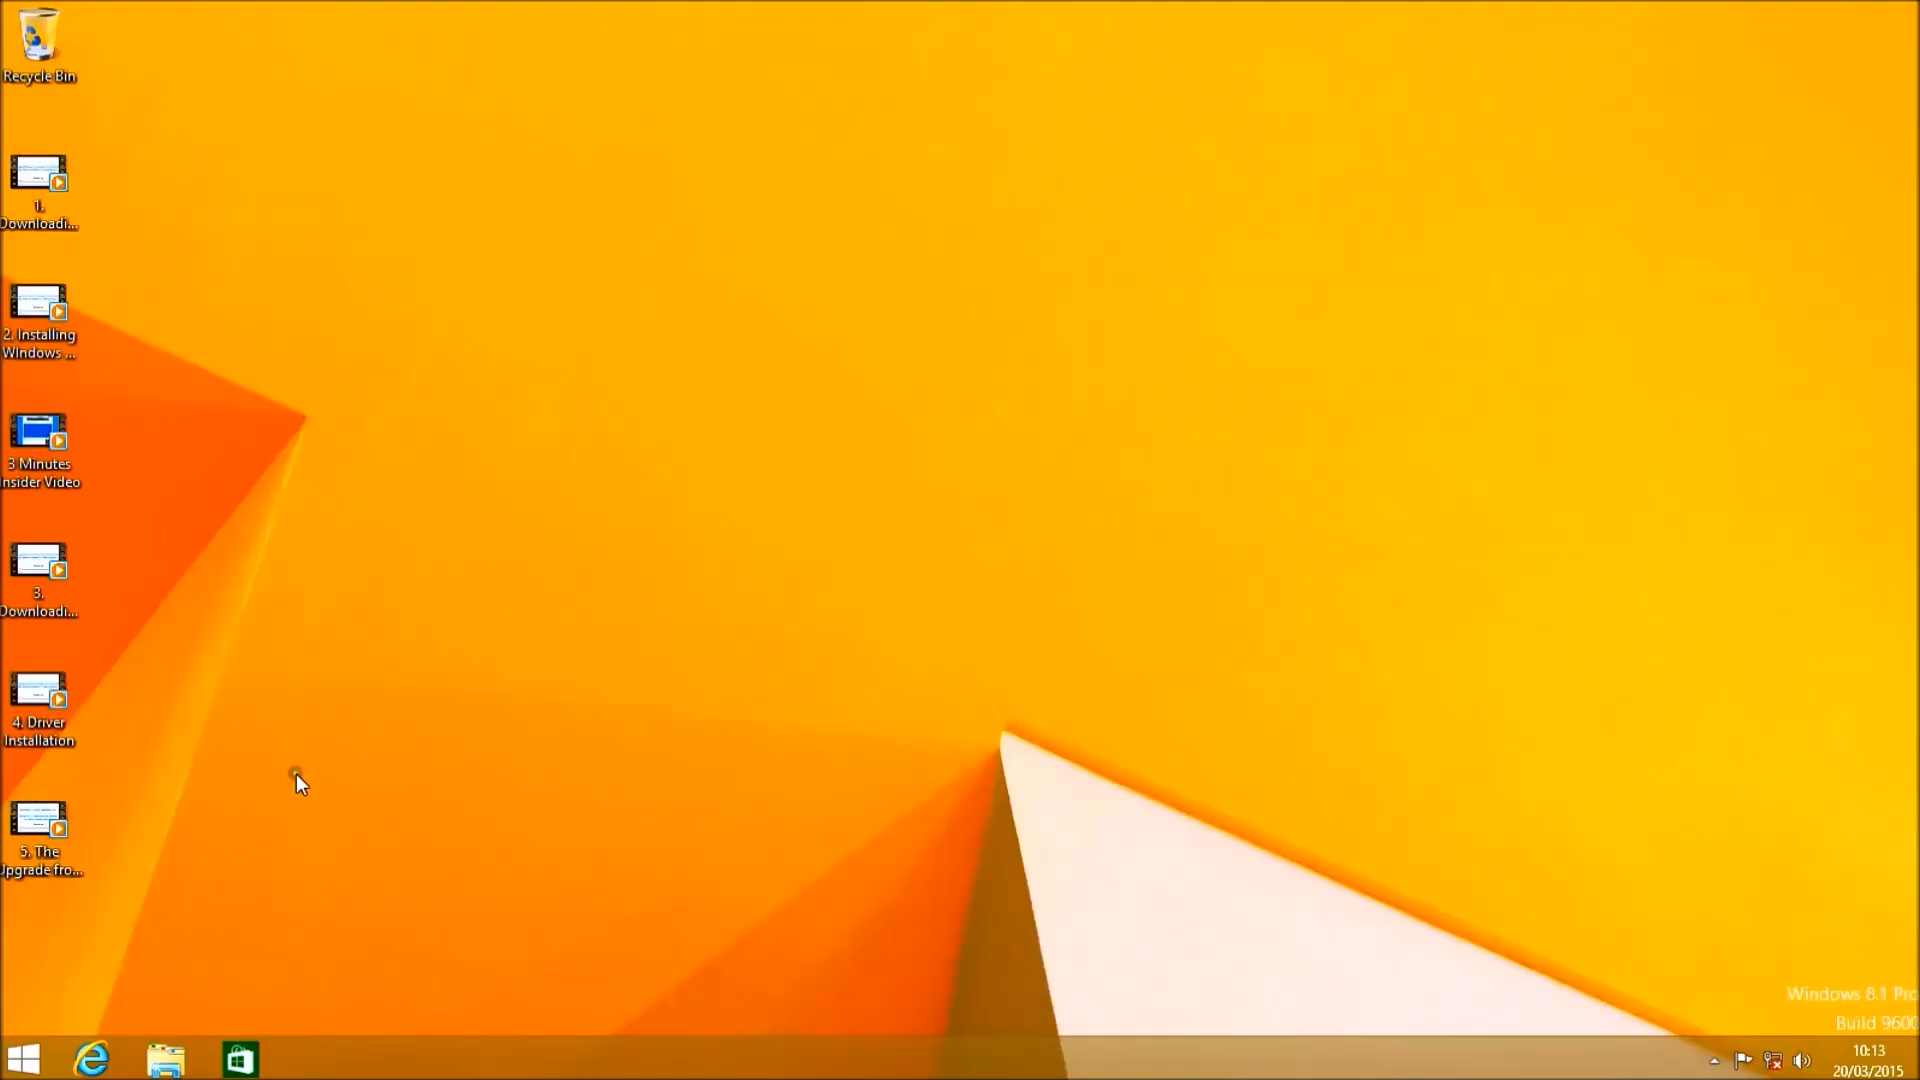 Recycle Bin
1.
Downloadi...
2. Installing
WIndows ...
3 Minutes
Insider Video
3.
Downloadi...
4. Driver
Installation
5. The
Upgrade fro...
Windows 8.1 Pro
Build 9600
10:13
20/03/2015